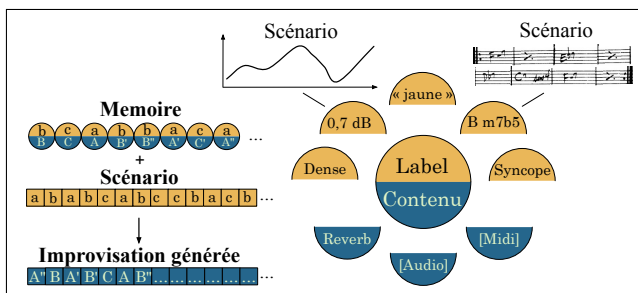 Scénario
Scénario
« jaune »
Memoire
0,7 dB
B m7b5
b c a b b a c a
B C A B' B'' A' C' A'' ...
+
Label
Scénario
Dense
Syncope
Contenu
a b a b c a b c c b a c b ...
Reverb
[Midi]
Improvisation générée
[Audio]
A'' B A' B' C A B'' ... ... ... ... ... ...